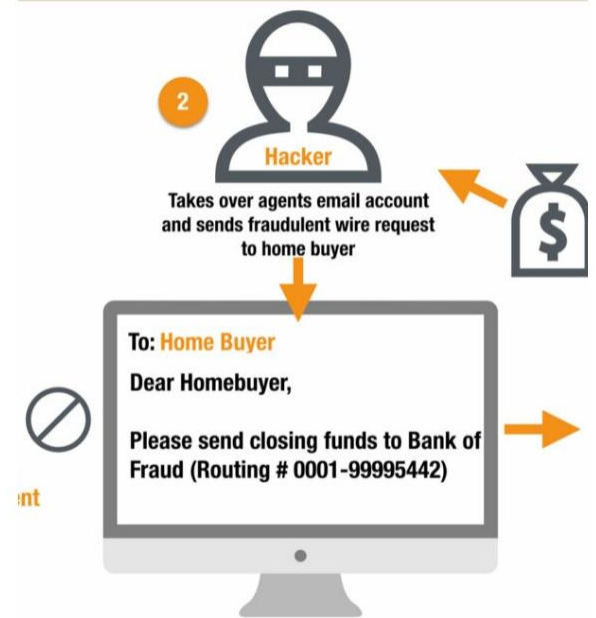 2
Hacker
Takes over agents email account
and sends fraudulent wire request
to home buyer
$
To: Home Buyer
Dear Homebuyer,
Please send closing funds to Bank of
Fraud (Routing # 0001-99995442)
ent